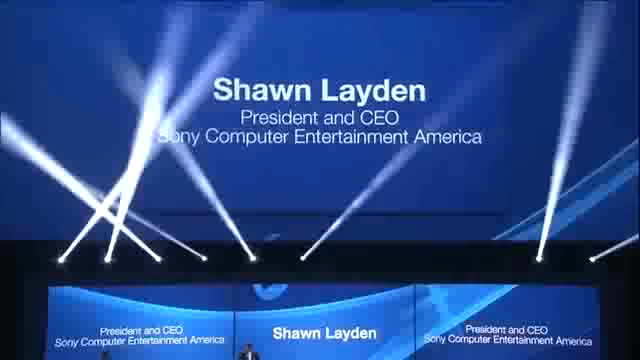 Shawn Layden
President and CEO
Sony Computer Entertainment America
President and CEO
Sony Computer Entertainment America
Shawn Layden
President and CEO
Sony Computer Entertainment America